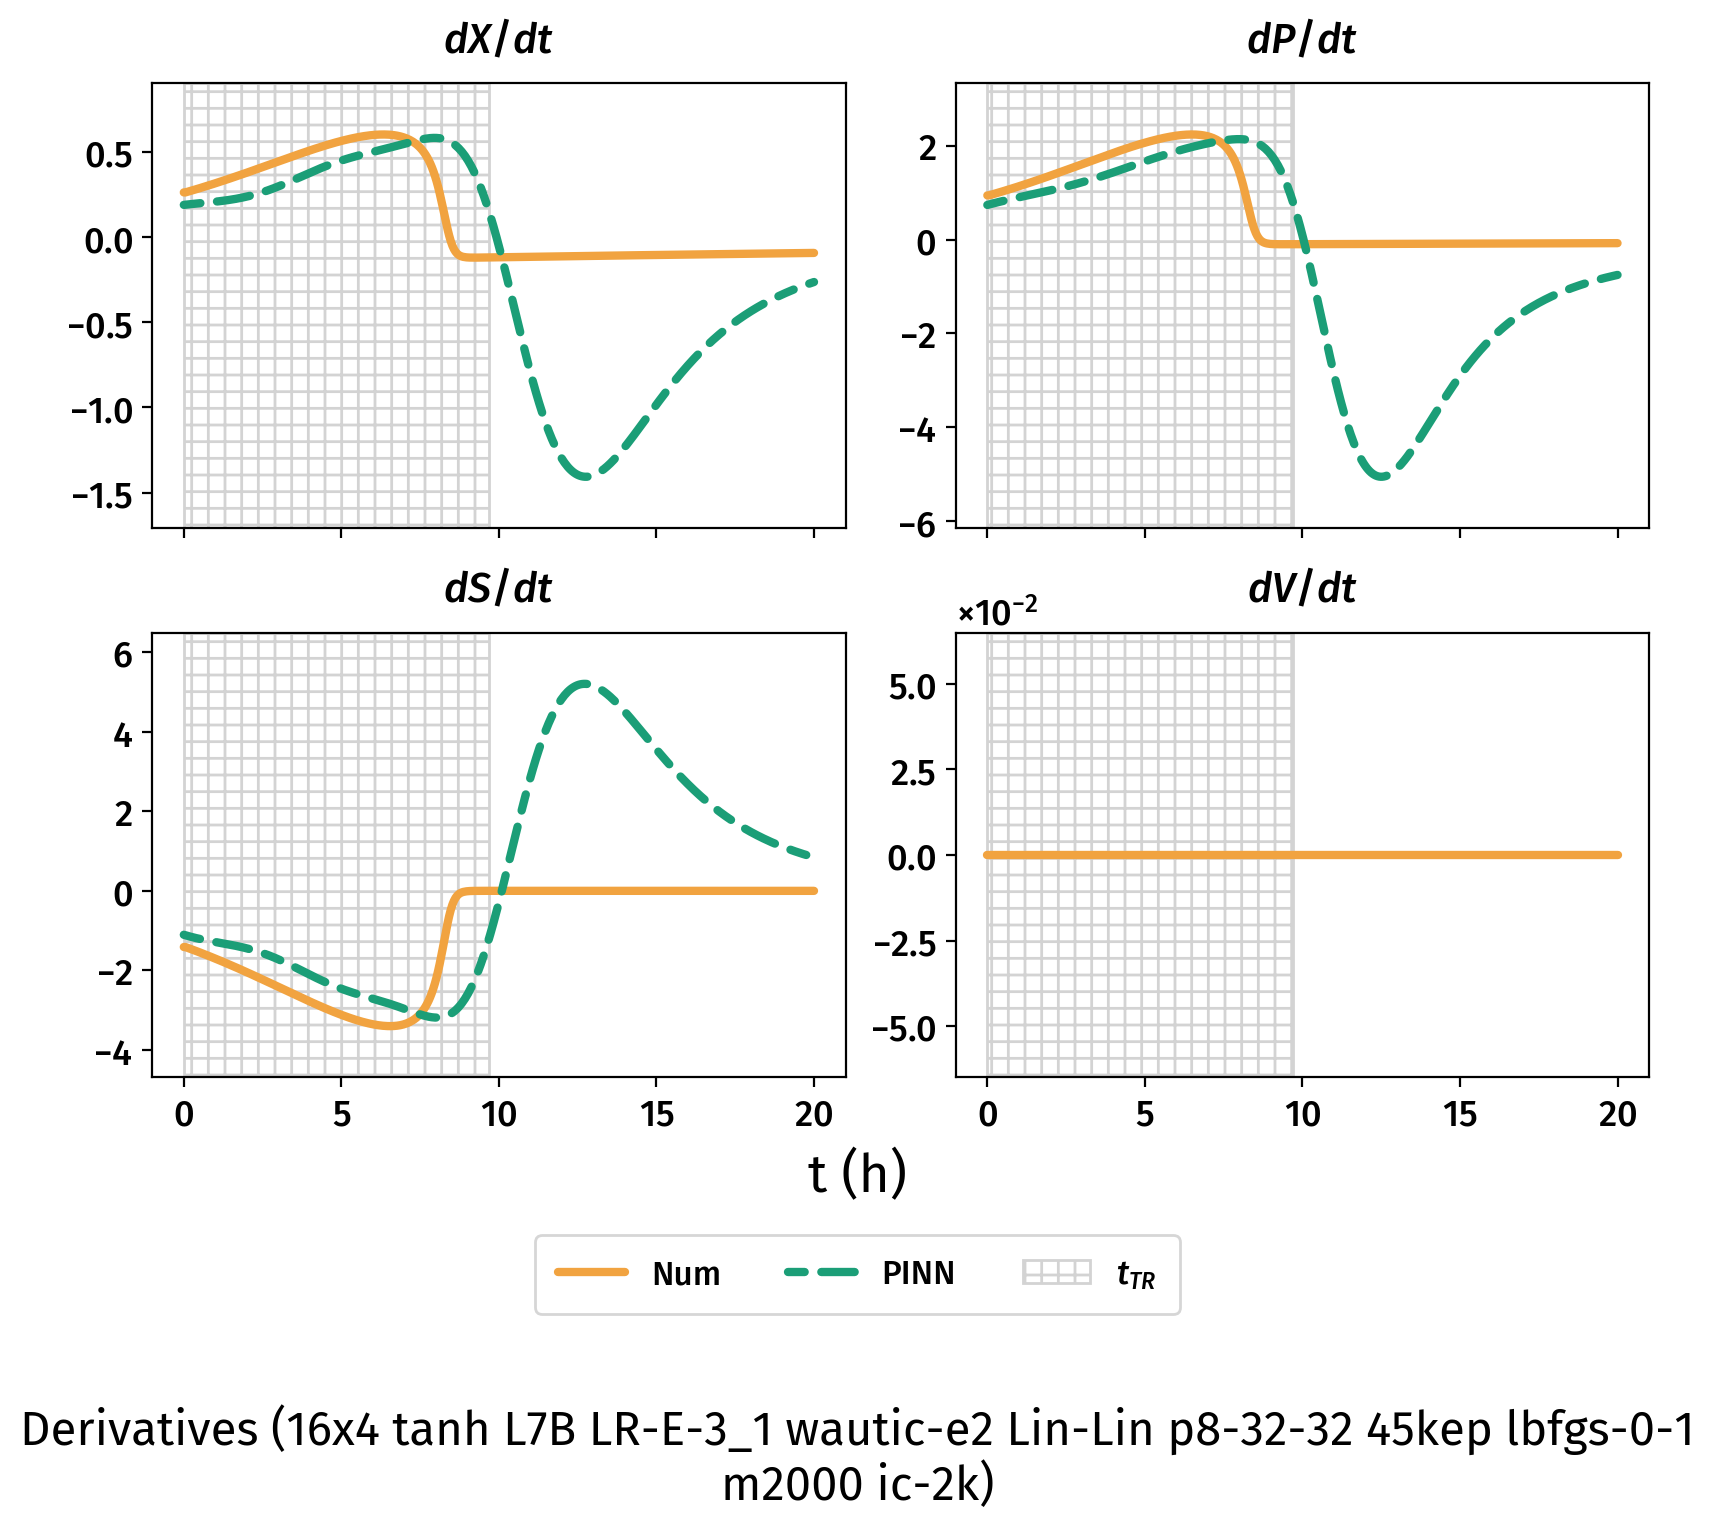 dX/dt
dP/dt
0.5
0.0
−0.5
−1.0
−1.5
2
0
−2
−4
−6
dS/dt
dV/dt
×10⁻²
6
4
2
0
−2
−4
5.0
2.5
0.0
−2.5
−5.0
0 5 10 15 20
0 5 10 15 20
t (h)
Num PINN t_TR
Derivatives (16x4 tanh L7B LR-E-3_1 wautic-e2 Lin-Lin p8-32-32 45kep lbfgs-0-1
m2000 ic-2k)